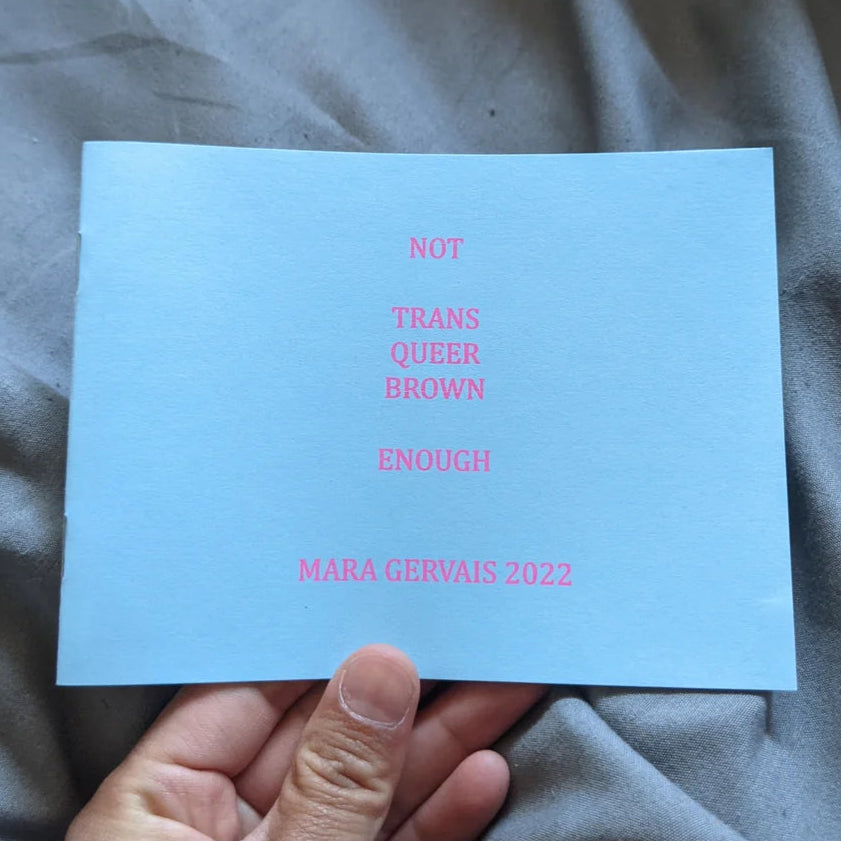 NOT
TRANS
QUEER
BROWN
ENOUGH
MARA GERVAIS 2022